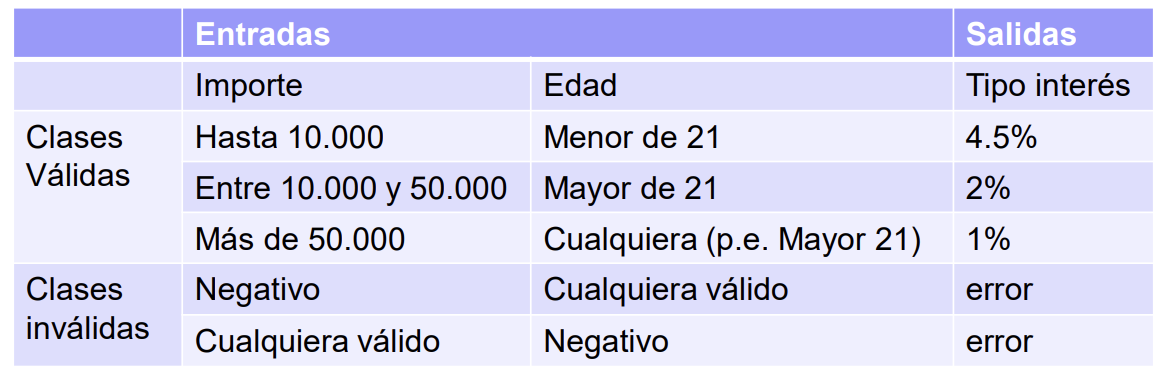 Entradas Salidas
Importe Edad Tipo interés
Clases Válidas Hasta 10.000 Menor de 21 4.5%
Entre 10.000 y 50.000 Mayor de 21 2%
Más de 50.000 Cualquiera (p.e. Mayor 21) 1%
Clases inválidas Negativo Cualquiera válido error
Cualquiera válido Negativo error